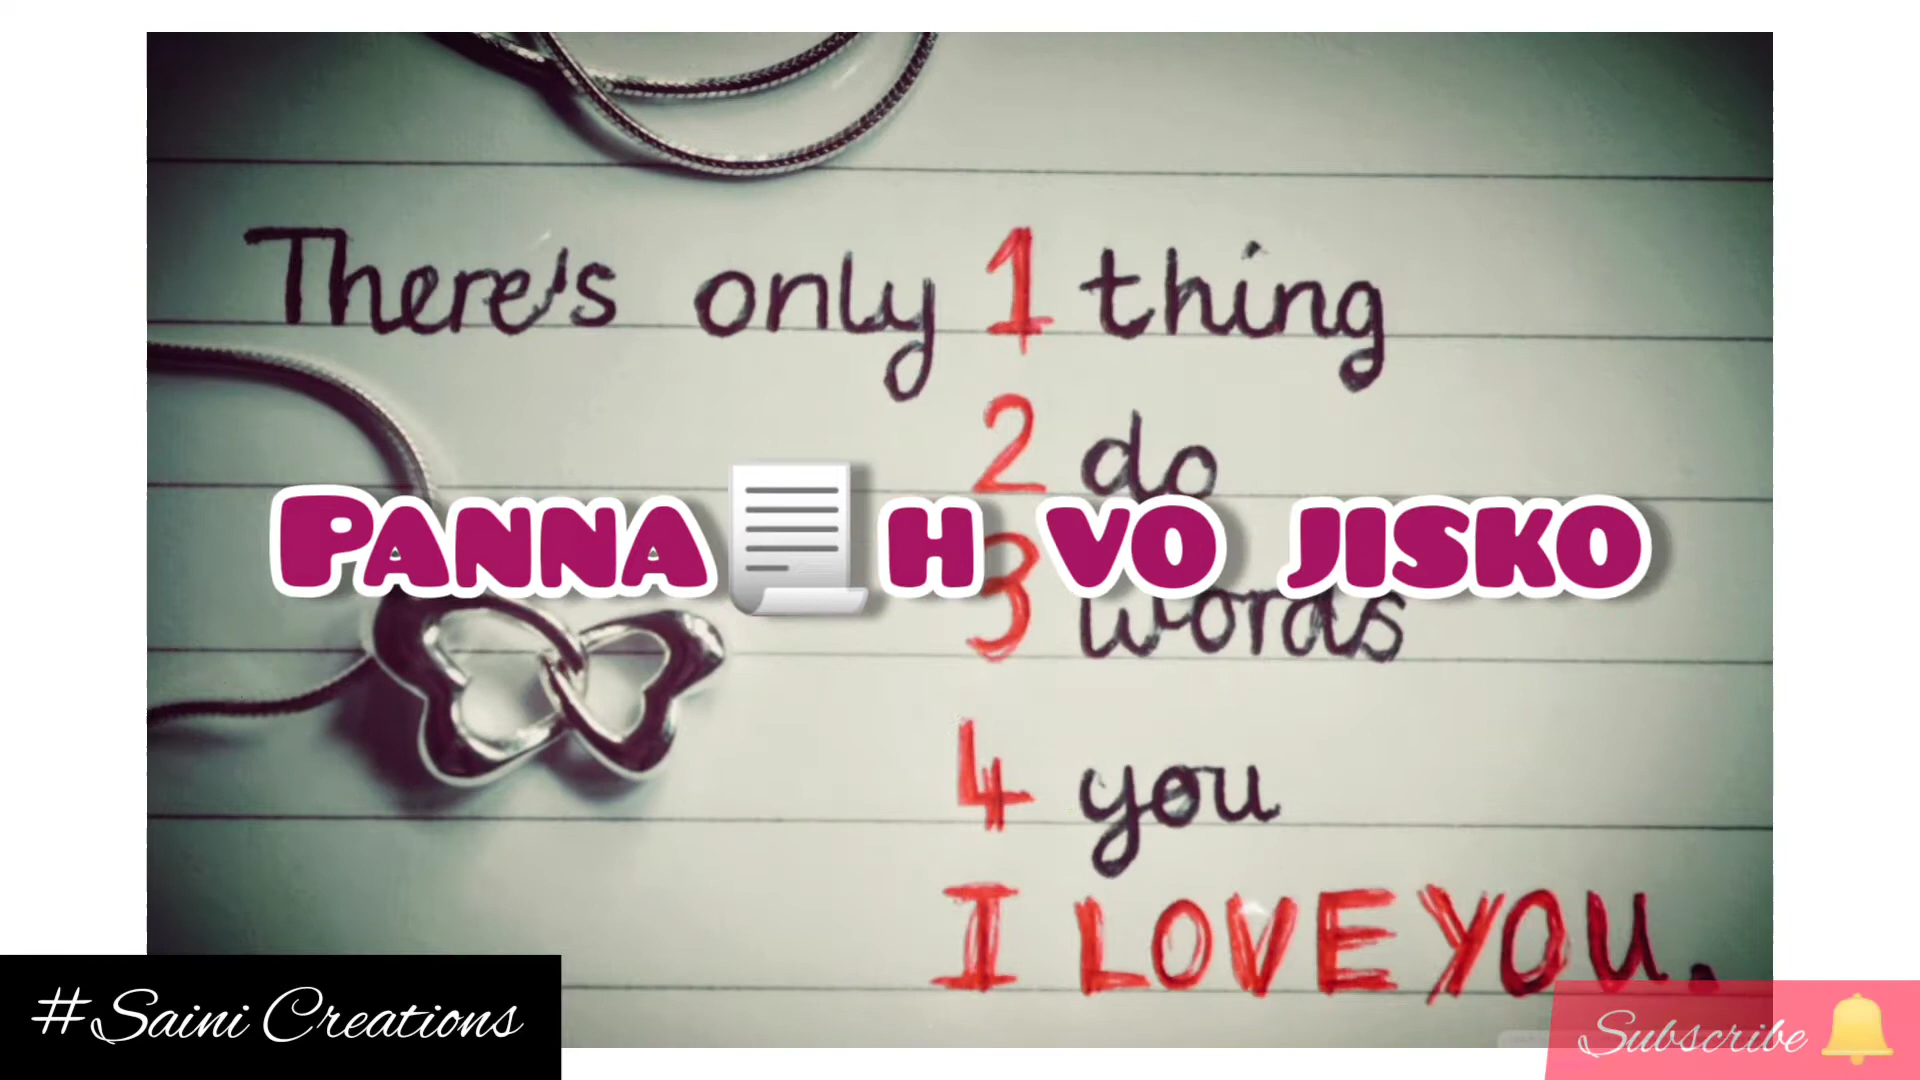 There's only 1 thing
2 do
Panna📃h vo jisko
3 words
4 you
I LOVE YOU.
#Saini Creations
Subscribe 🔔